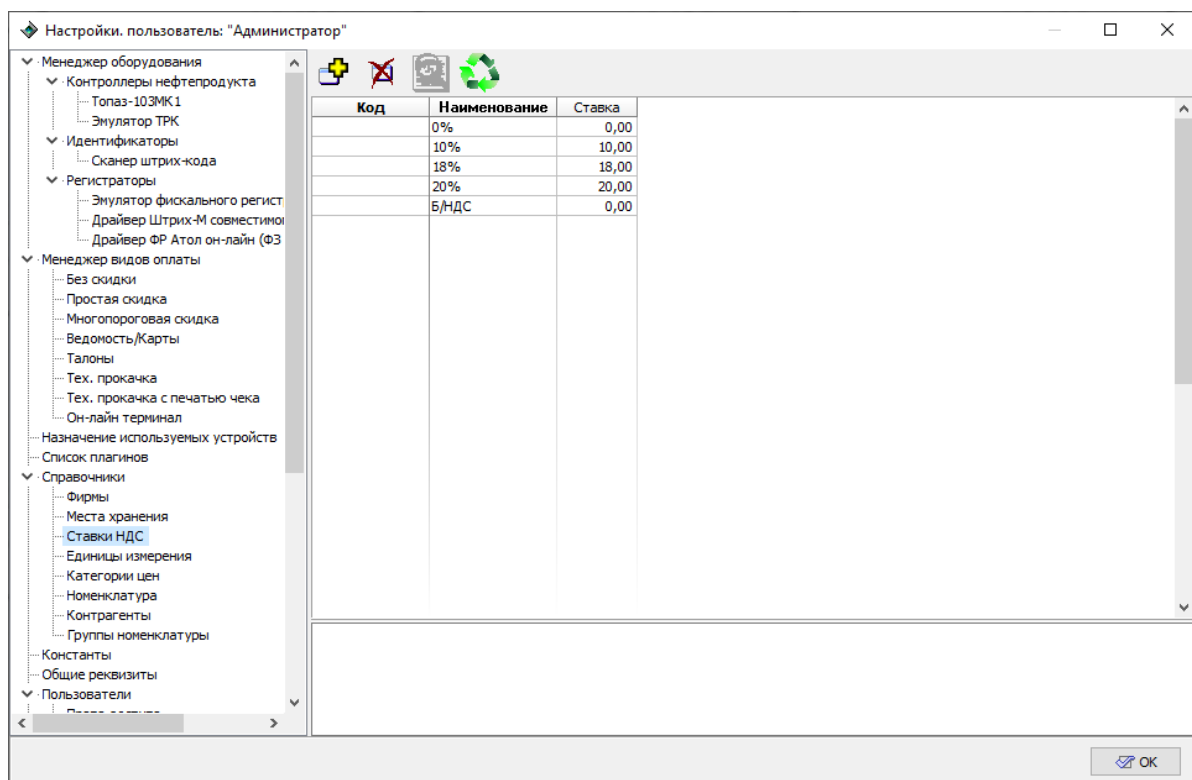 Настройки. пользователь: "Администратор"
Менеджер оборудования
Контроллеры нефтепродукта
Топаз-103МК1
Эмулятор ТРК
Идентификаторы
Сканер штрих-кода
Регистраторы
Эмулятор фискального регист
Драйвер Штрих-М совместимо
Драйвер ФР Атол он-лайн (ФЗ
Менеджер видов оплаты
Без скидки
Простая скидка
Многопороговая скидка
Ведомость/Карты
Талоны
Тех. прокачка
Тех. прокачка с печатью чека
Он-лайн терминал
Назначение используемых устройств
Список плагинов
Справочники
Фирмы
Места хранения
Ставки НДС
Единицы измерения
Категории цен
Номенклатура
Контрагенты
Группы номенклатуры
Константы
Общие реквизиты
Пользователи
Код Наименование Ставка
0% 0,00
10% 10,00
18% 18,00
20% 20,00
Б/НДС 0,00
OK